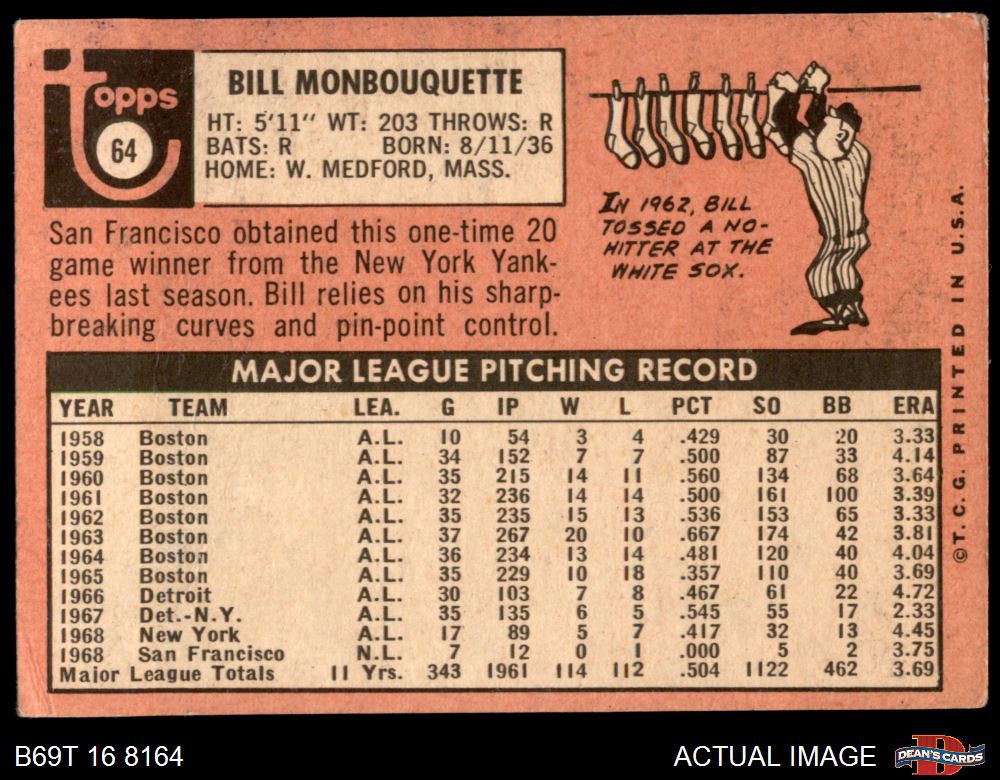 topps
64
BILL MONBOUQUETTE
HT: 5'11" WT: 203 THROWS: R
BATS: R BORN: 8/11/36
HOME: W. MEDFORD, MASS.
San Francisco obtained this one-time 20
game winner from the New York Yank-
ees last season. Bill relies on his sharp-
breaking curves and pin-point control.
IN 1962, BILL
TOSSED A NO-
HITTER AT THE
WHITE SOX.
MAJOR LEAGUE PITCHING RECORD
YEAR TEAM LEA. G IP W L PCT SO BB ERA
1958 Boston A.L. 10 54 3 4 .429 30 20 3.33
1959 Boston A.L. 34 152 7 7 .500 87 33 4.14
1960 Boston A.L. 35 215 14 11 .560 134 68 3.64
1961 Boston A.L. 32 236 14 14 .500 161 100 3.39
1962 Boston A.L. 35 235 15 13 .536 153 65 3.33
1963 Boston A.L. 37 267 20 10 .667 174 42 3.81
1964 Boston A.L. 36 234 13 14 .481 120 40 4.04
1965 Boston A.L. 35 229 10 18 .357 110 40 3.69
1966 Detroit A.L. 30 103 7 8 .467 61 22 4.72
1967 Det.-N.Y. A.L. 35 135 6 5 .545 55 17 2.33
1968 New York A.L. 17 89 5 7 .417 32 13 4.45
1968 San Francisco N.L. 7 12 0 1 .000 5 2 3.75
Major League Totals 11 Yrs. 343 1961 114 112 .504 1122 462 3.69
©T.C.G. PRINTED IN U.S.A.
B69T 16 8164
ACTUAL IMAGE
D
DEAN'S CARDS